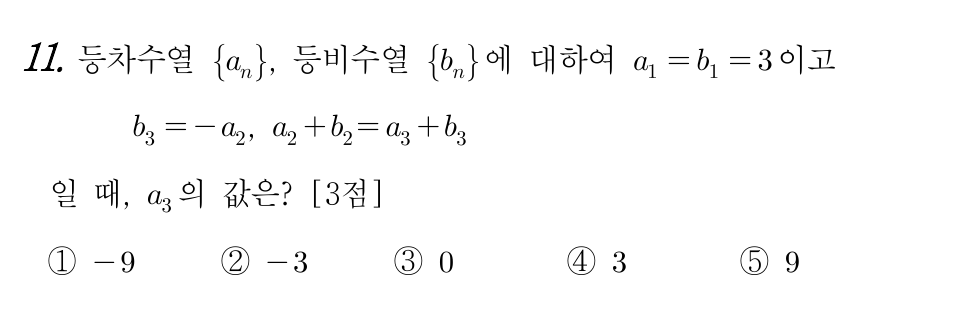 11. 등차수열 {aₙ}, 등비수열 {bₙ}에 대하여 a₁ = b₁ = 3이고
b₃ = −a₂, a₂ + b₂ = a₃ + b₃
일 때, a₃의 값은? [3점]
① −9 ② −3 ③ 0 ④ 3 ⑤ 9